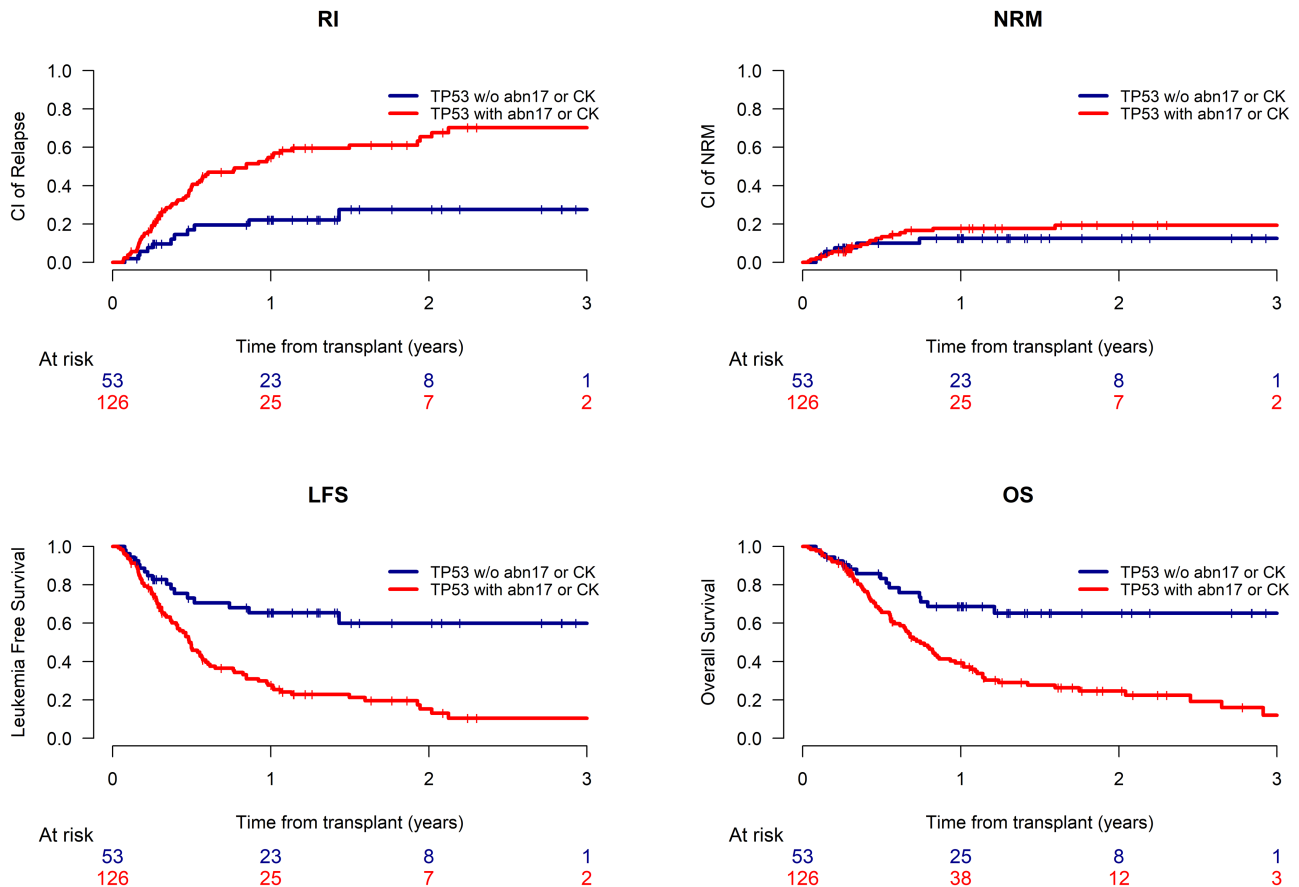 RI
CI of Relapse
1.0
0.8
0.6
0.4
0.2
0.0
TP53 w/o abn17 or CK
TP53 with abn17 or CK
0 1 2 3
Time from transplant (years)
At risk
53 23 8 1
126 25 7 2
NRM
CI of NRM
1.0
0.8
0.6
0.4
0.2
0.0
TP53 w/o abn17 or CK
TP53 with abn17 or CK
0 1 2 3
Time from transplant (years)
At risk
53 23 8 1
126 25 7 2
LFS
Leukemia Free Survival
1.0
0.8
0.6
0.4
0.2
0.0
TP53 w/o abn17 or CK
TP53 with abn17 or CK
0 1 2 3
Time from transplant (years)
At risk
53 23 8 1
126 25 7 2
OS
Overall Survival
1.0
0.8
0.6
0.4
0.2
0.0
TP53 w/o abn17 or CK
TP53 with abn17 or CK
0 1 2 3
Time from transplant (years)
At risk
53 25 8 1
126 38 12 3